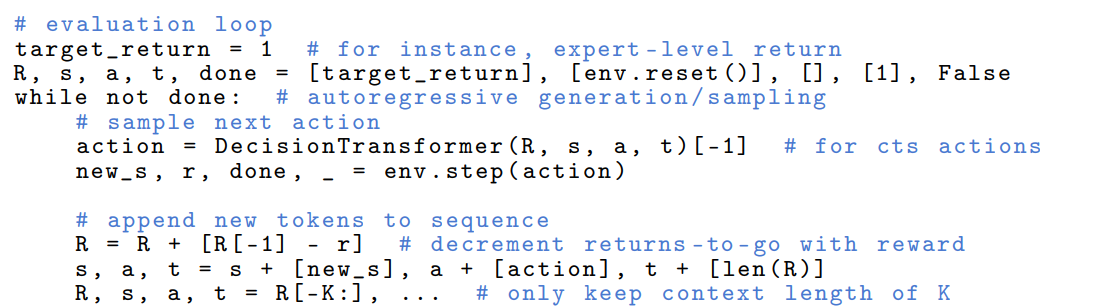 # evaluation loop
target_return = 1  # for instance, expert-level return
R, s, a, t, done = [target_return], [env.reset()], [], [1], False
while not done:  # autoregressive generation/sampling
    # sample next action
    action = DecisionTransformer(R, s, a, t)[-1]  # for cts actions
    new_s, r, done, _ = env.step(action)

    # append new tokens to sequence
    R = R + [R[-1] - r]  # decrement returns-to-go with reward
    s, a, t = s + [new_s], a + [action], t + [len(R)]
    R, s, a, t = R[-K:], ...  # only keep context length of K